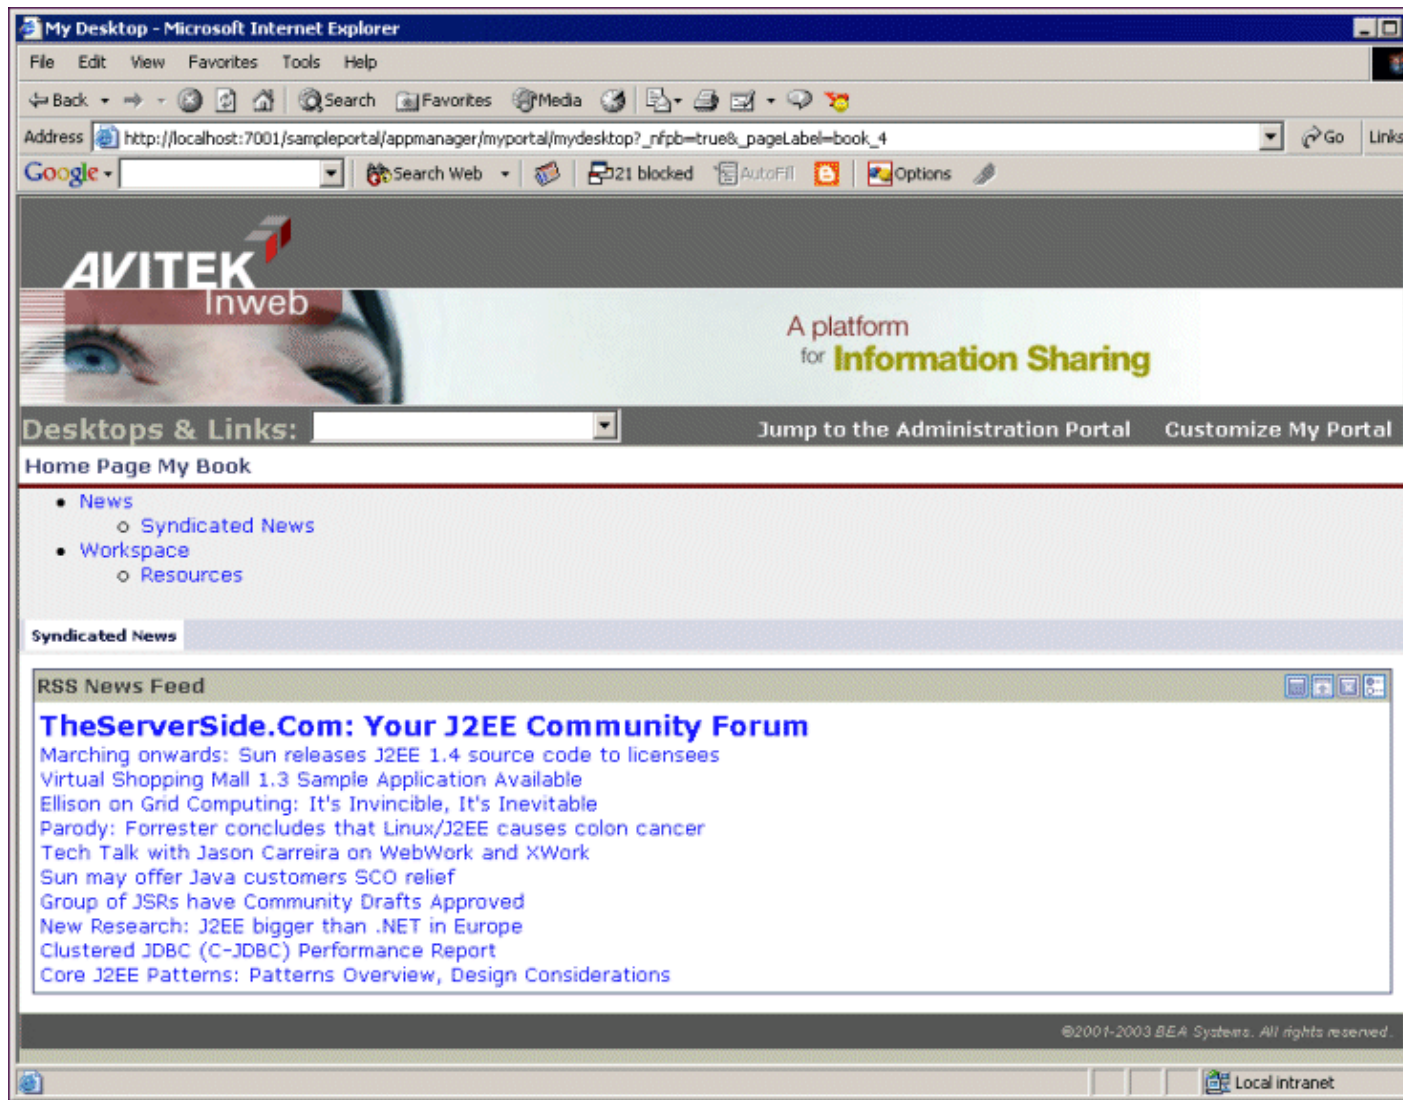 My Desktop - Microsoft Internet Explorer
File Edit View Favorites Tools Help
Back Search Favorites Media
Address http://localhost:7001/sampleportal/appmanager/myportal/mydesktop?_nfpb=true&_pageLabel=book_4 Go Links
Google Search Web 21 blocked AutoFill Options
AVITEK
Inweb
A platform
for Information Sharing
Desktops & Links: Jump to the Administration Portal Customize My Portal
Home Page My Book
News
Syndicated News
Workspace
Resources
Syndicated News
RSS News Feed
TheServerSide.Com: Your J2EE Community Forum
Marching onwards: Sun releases J2EE 1.4 source code to licensees
Virtual Shopping Mall 1.3 Sample Application Available
Ellison on Grid Computing: It's Invincible, It's Inevitable
Parody: Forrester concludes that Linux/J2EE causes colon cancer
Tech Talk with Jason Carreira on WebWork and XWork
Sun may offer Java customers SCO relief
Group of JSRs have Community Drafts Approved
New Research: J2EE bigger than .NET in Europe
Clustered JDBC (C-JDBC) Performance Report
Core J2EE Patterns: Patterns Overview, Design Considerations
©2001-2003 BEA Systems. All rights reserved.
Local intranet